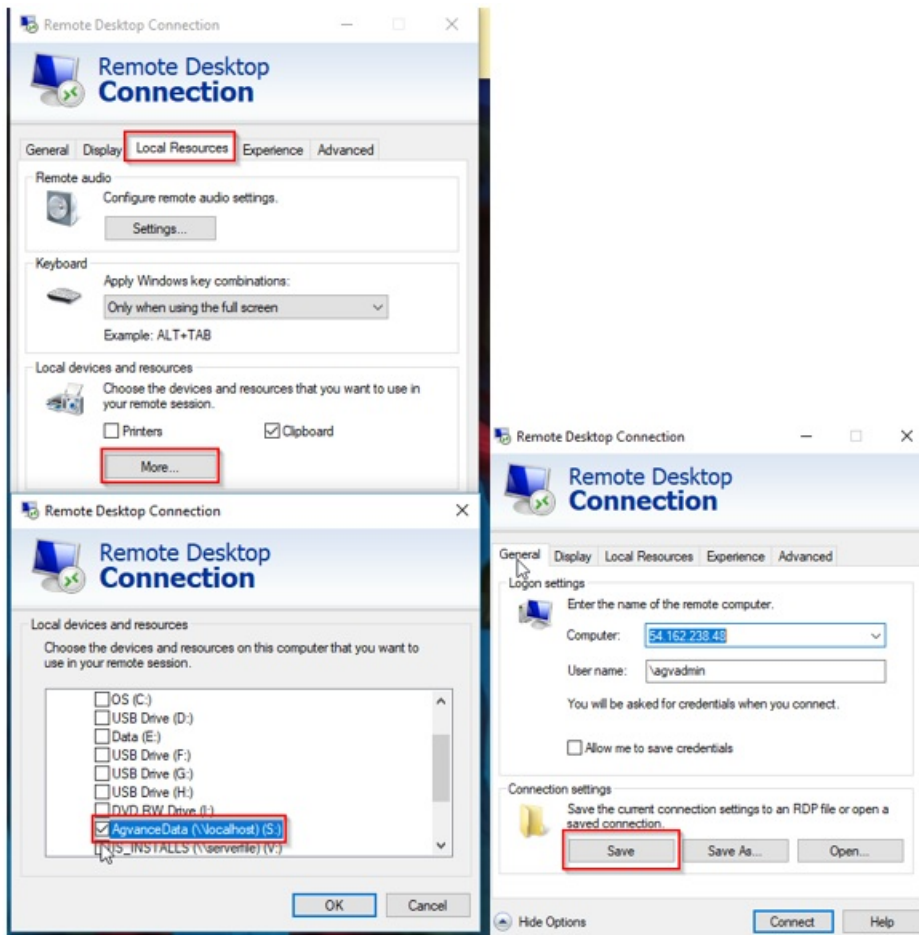 Remote Desktop Connection
Remote Desktop
Connection
General Display Local Resources Experience Advanced
Remote audio
Configure remote audio settings.
Settings...
Keyboard
Apply Windows key combinations:
Only when using the full screen
Example: ALT+TAB
Local devices and resources
Choose the devices and resources that you want to use in
your remote session.
Printers Clipboard
More...
Remote Desktop Connection
Remote Desktop
Connection
Local devices and resources
Choose the devices and resources on this computer that you want to
use in your remote session.
OS (C:)
USB Drive (D:)
Data (E:)
USB Drive (F:)
USB Drive (G:)
USB Drive (H:)
DVD RW Drive (I:)
AgvanceData (\\localhost) (S:)
IS_INSTALLS (\\serverfile) (V:)
OK Cancel
Remote Desktop Connection
Remote Desktop
Connection
General Display Local Resources Experience Advanced
Logon settings
Enter the name of the remote computer.
Computer: 54.162.238.48
User name: \agvadmin
You will be asked for credentials when you connect.
Allow me to save credentials
Connection settings
Save the current connection settings to an RDP file or open a
saved connection.
Save Save As... Open...
Hide Options Connect Help